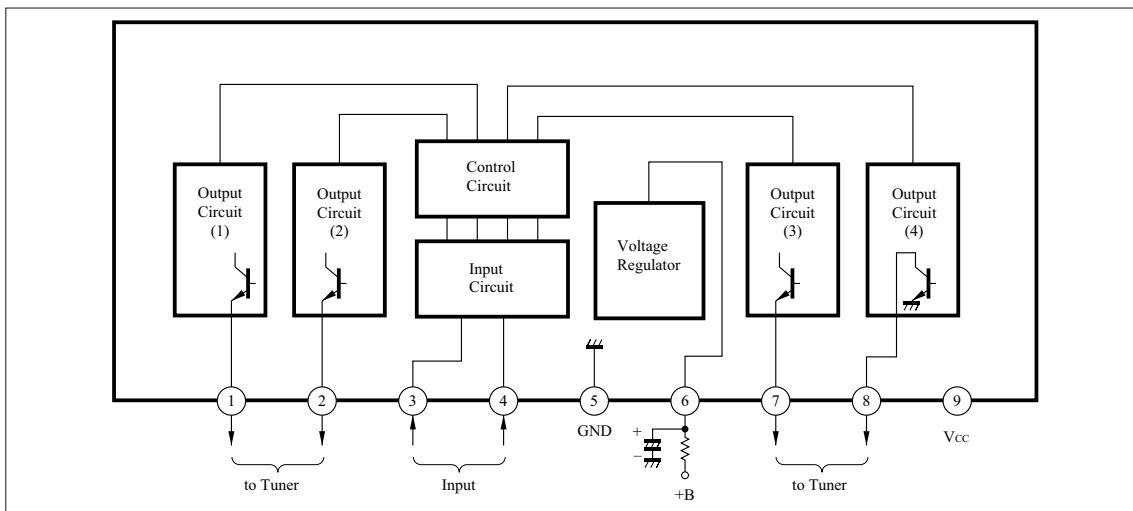 Output
Circuit
(1)
Output
Circuit
(2)
Control
Circuit
Input
Circuit
Voltage
Regulator
Output
Circuit
(3)
Output
Circuit
(4)
1
2
3
4
5
6
7
8
9
GND
+
−
VCC
to Tuner
Input
+B
to Tuner